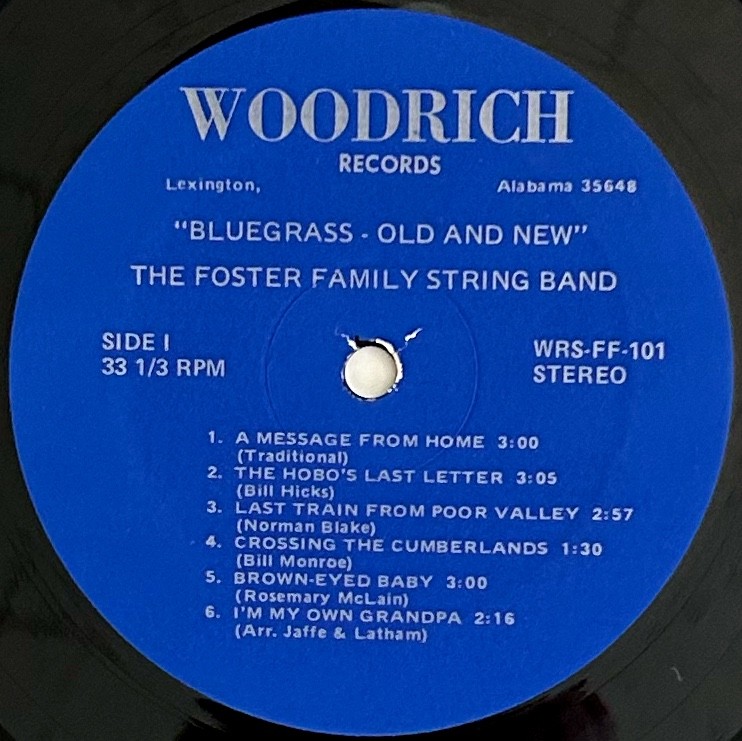 WOODRICH
RECORDS
Lexington, Alabama 35648
"BLUEGRASS - OLD AND NEW"
THE FOSTER FAMILY STRING BAND
SIDE I WRS-FF-101
33 1/3 RPM STEREO
1. A MESSAGE FROM HOME 3:00
(Traditional)
2. THE HOBO'S LAST LETTER 3:05
(Bill Hicks)
3. LAST TRAIN FROM POOR VALLEY 2:57
(Norman Blake)
4. CROSSING THE CUMBERLANDS 1:30
(Bill Monroe)
5. BROWN-EYED BABY 3:00
(Rosemary McLain)
6. I'M MY OWN GRANDPA 2:16
(Arr. Jaffe & Latham)